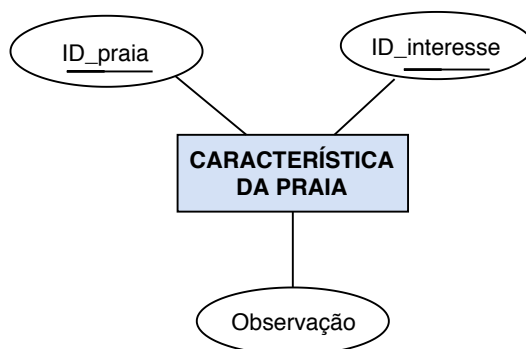 ID_praia
ID_interesse
CARACTERÍSTICA
DA PRAIA
Observação